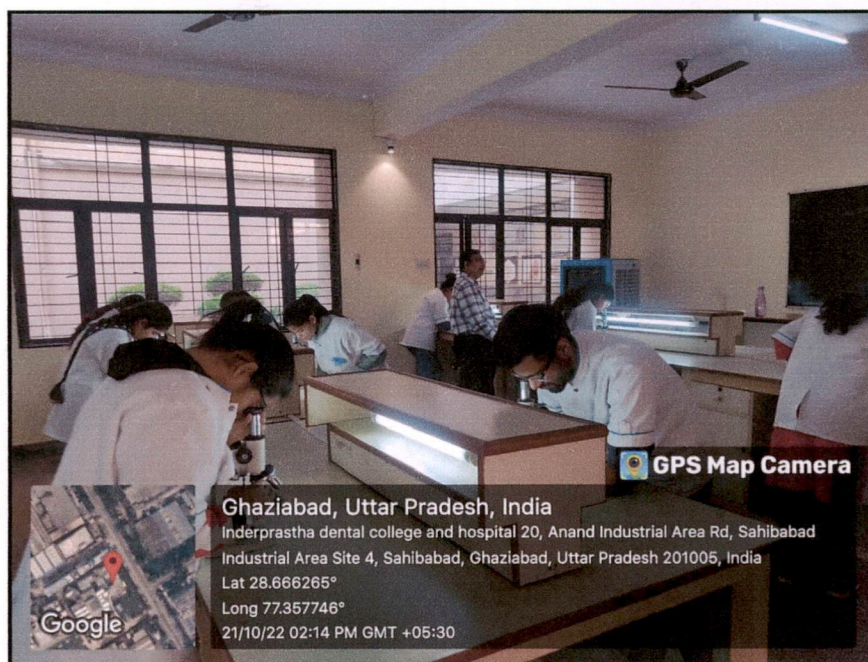 GPS Map Camera
Ghaziabad, Uttar Pradesh, India
Inderprastha dental college and hospital 20, Anand Industrial Area Rd, Sahibabad
Industrial Area Site 4, Sahibabad, Ghaziabad, Uttar Pradesh 201005, India
Lat 28.666265°
Long 77.357746°
21/10/22 02:14 PM GMT +05:30
Google